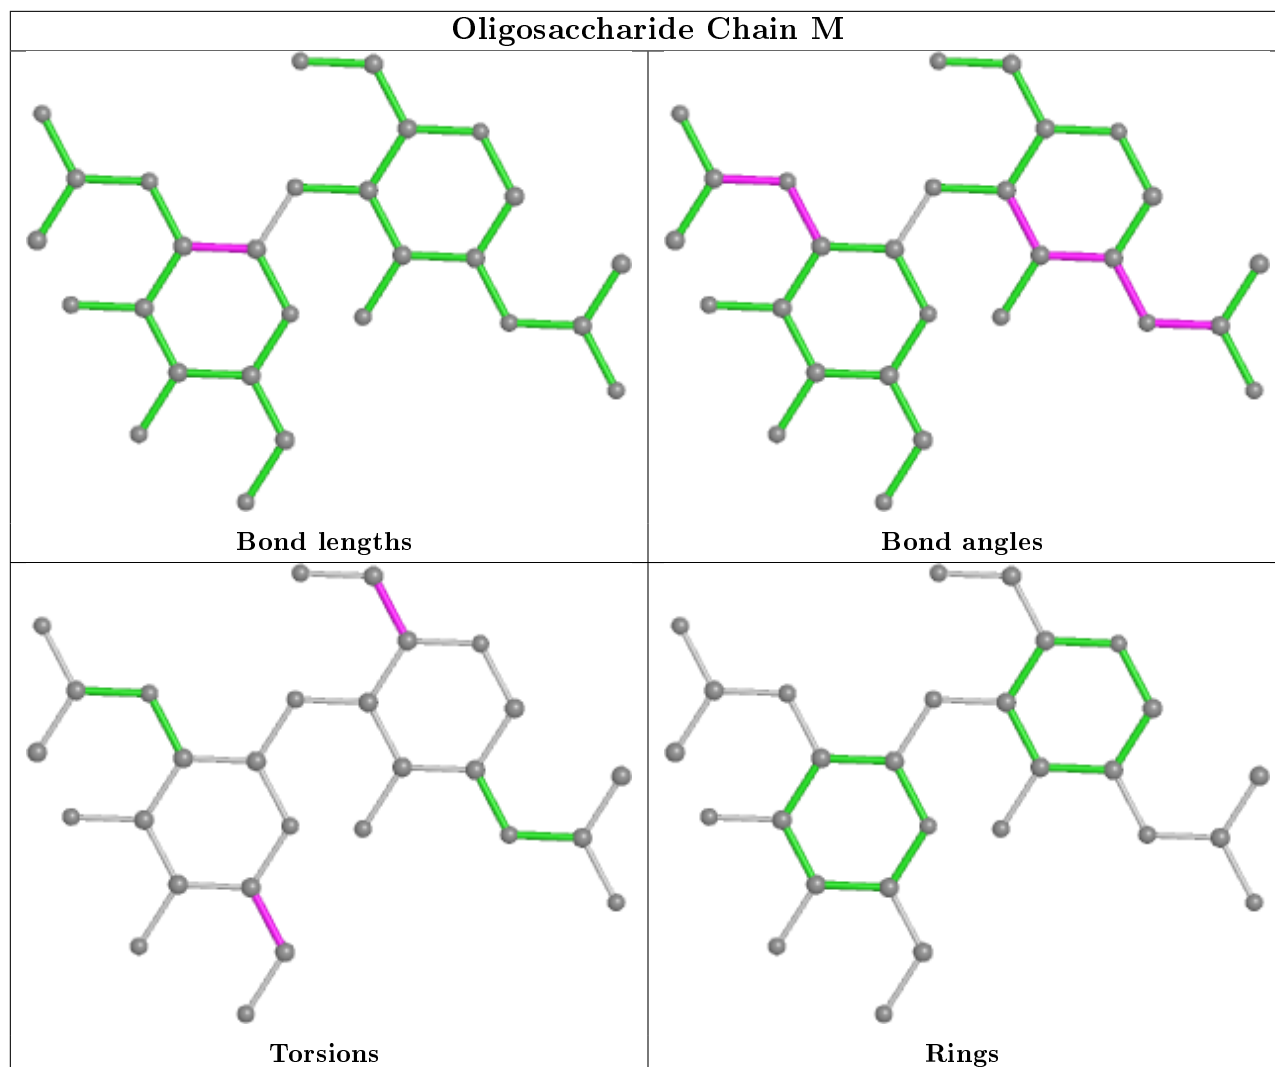 Oligosaccharide Chain M
Bond lengths
Bond angles
Torsions
Rings